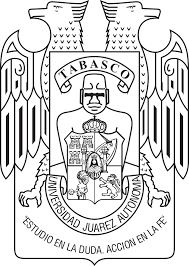 TABASCO
UNIVERSIDAD JUAREZ AUTONOMA
"ESTUDIO EN LA DUDA. ACCION EN LA FE"